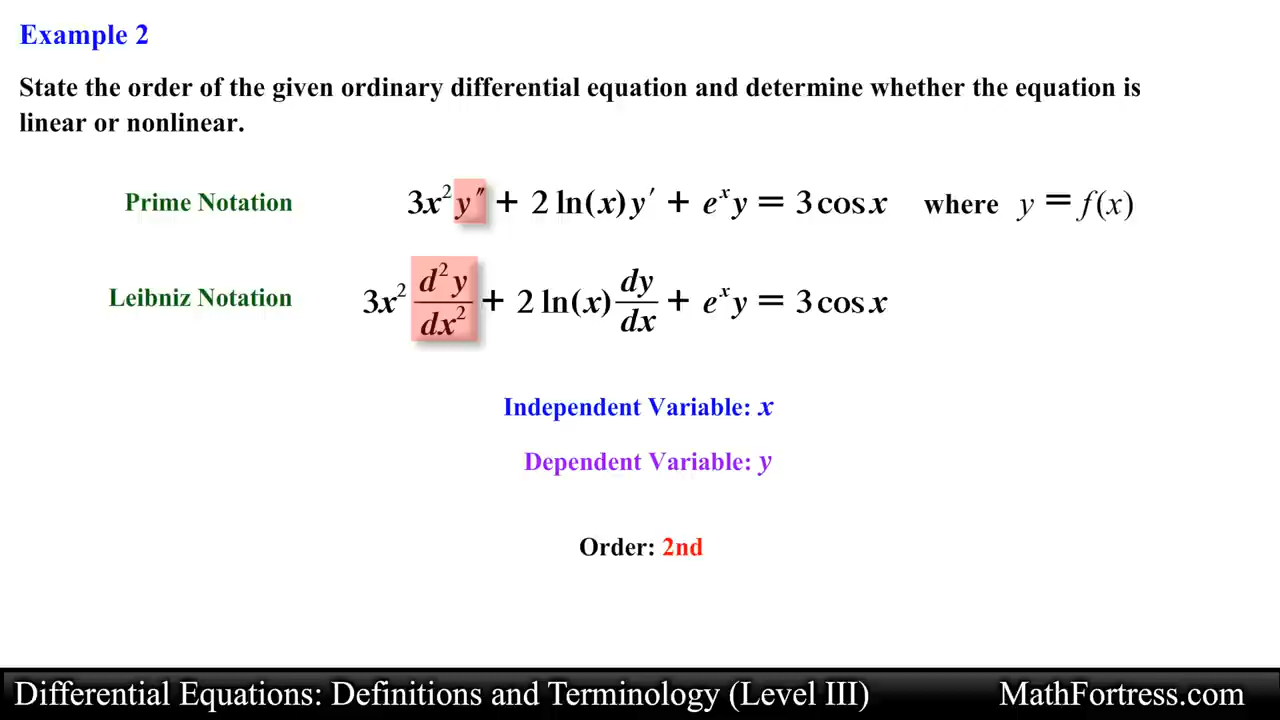 Example 2
State the order of the given ordinary differential equation and determine whether the equation is
linear or nonlinear.
Prime Notation 3x²y″ + 2 ln(x)y′ + eˣy = 3 cos x where y = f(x)
Leibniz Notation 3x² d²y/dx² + 2 ln(x) dy/dx + eˣy = 3 cos x
Independent Variable: x
Dependent Variable: y
Order: 2nd
Differential Equations: Definitions and Terminology (Level III) MathFortress.com